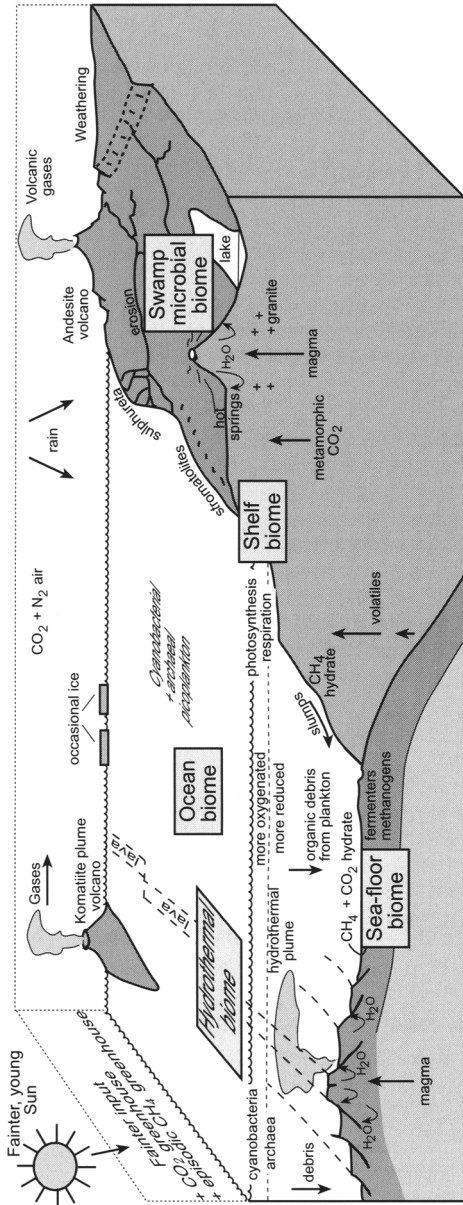 Fainter, young
Sun
Fainter input
CO₂ greenhouse
+ episodic CH₄ greenhouse
Gases
Komatiite plume
volcano
occasional ice
CO₂ + N₂ air
rain
Andesite
volcano
Volcanic
gases
Weathering
lava
lava
Ocean
biome
Cyanobacterial
+ archaeal
picoplankton
sulphureta
erosion
stromatolites
Swamp
microbial
biome
lake
hot
springs
H₂O
+ +
+ +
+ +granite
magma
metamorphic
CO₂
Hydrothermal
biome
Shelf
biome
cyanobacteria
archaea
more oxygenated
more reduced
photosynthesis
respiration
hydrothermal
plume
debris
organic debris
from plankton
slumps
CH₄
hydrate
volatiles
CH₄ + CO₂ hydrate
Sea-floor
biome
fermenters
methanogens
H₂O
H₂O
H₂O
magma